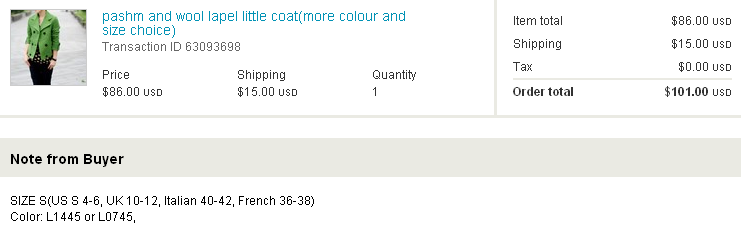 pashm and wool lapel little coat(more colour and
size choice)
Transaction ID 63093698
Price Shipping Quantity
$86.00 USD $15.00 USD 1
Item total $86.00 USD
Shipping $15.00 USD
Tax $0.00 USD
Order total $101.00 USD
Note from Buyer
SIZE S(US S 4-6, UK 10-12, Italian 40-42, French 36-38)
Color: L1445 or L0745,